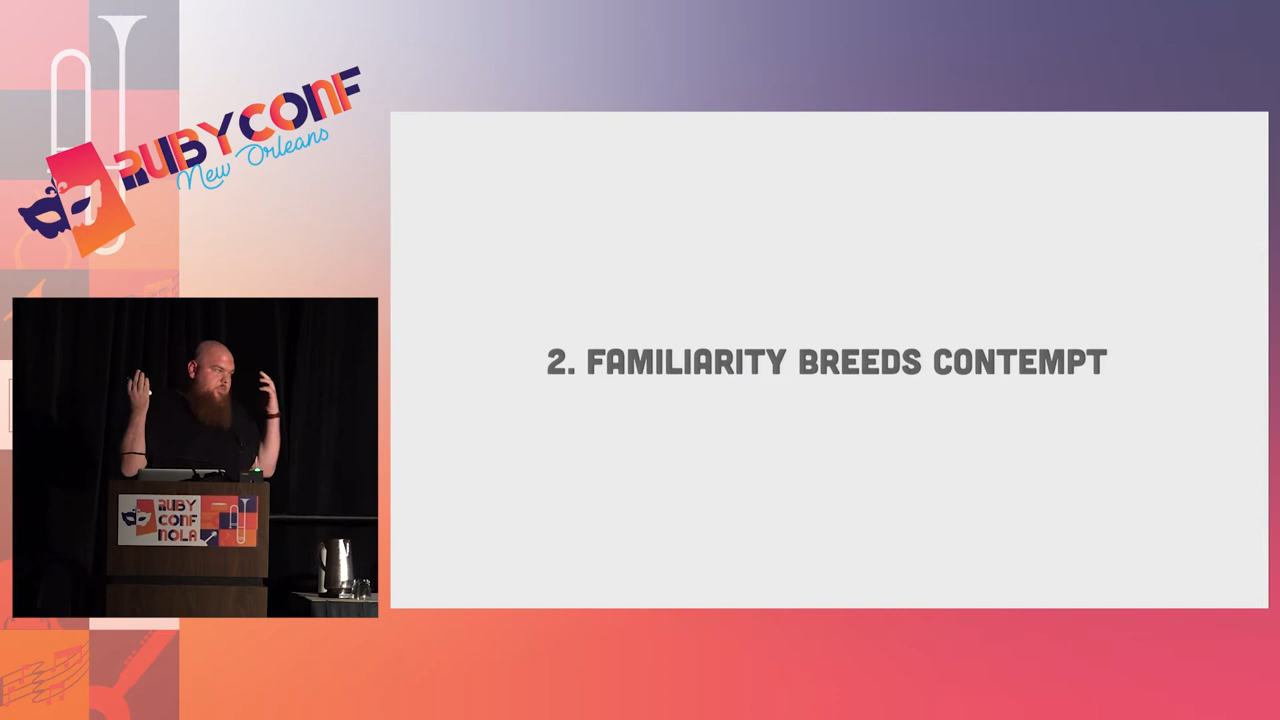 RUBYCONF
New Orleans
2. FAMILIARITY BREEDS CONTEMPT
RUBY
CONF
NOLA